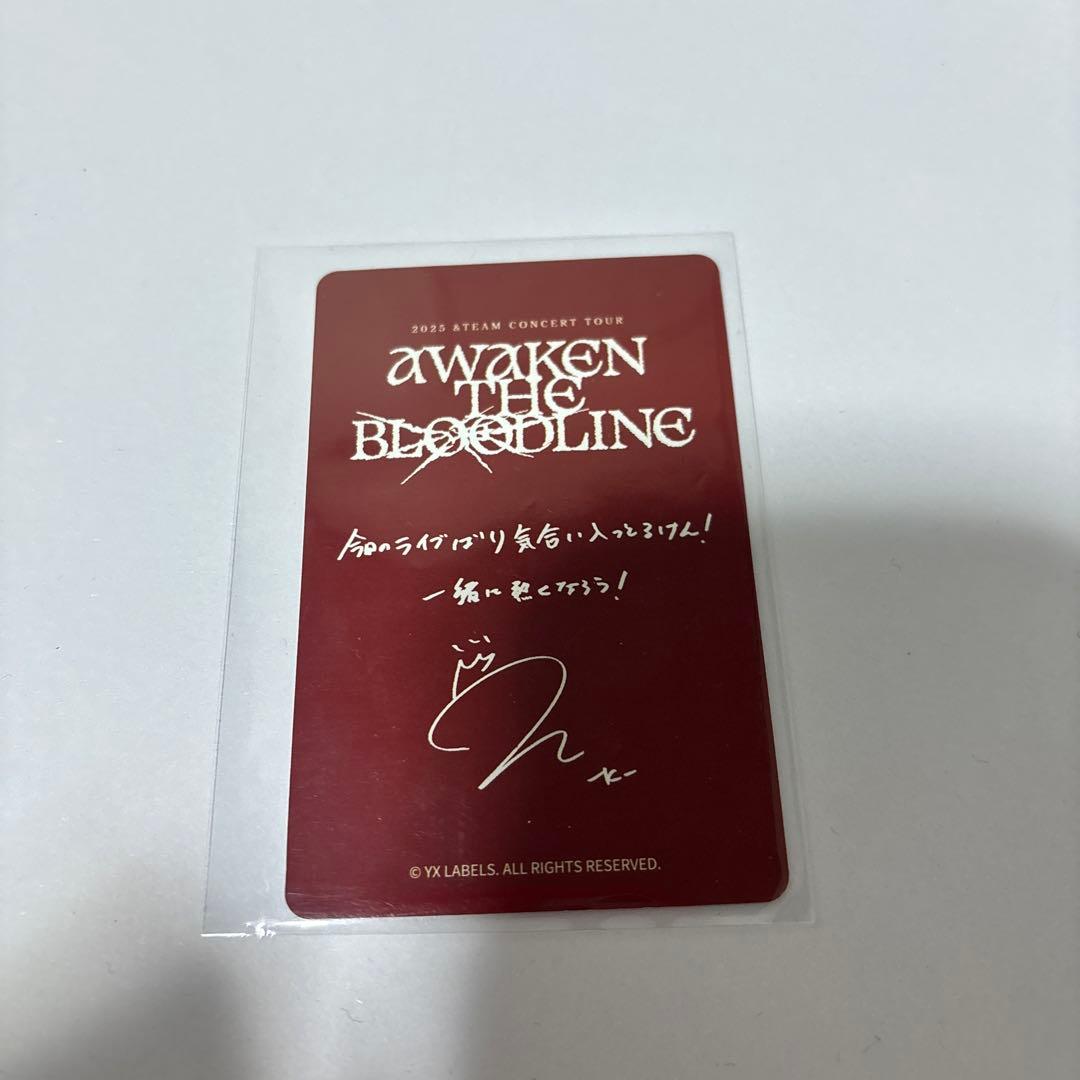 2025 &TEAM CONCERT TOUR
AWAKEN
THE
BLOODLINE
今日のライブばり気合い入っとるけん!
一緒に熱くなろう!
-K-
© YX LABELS. ALL RIGHTS RESERVED.